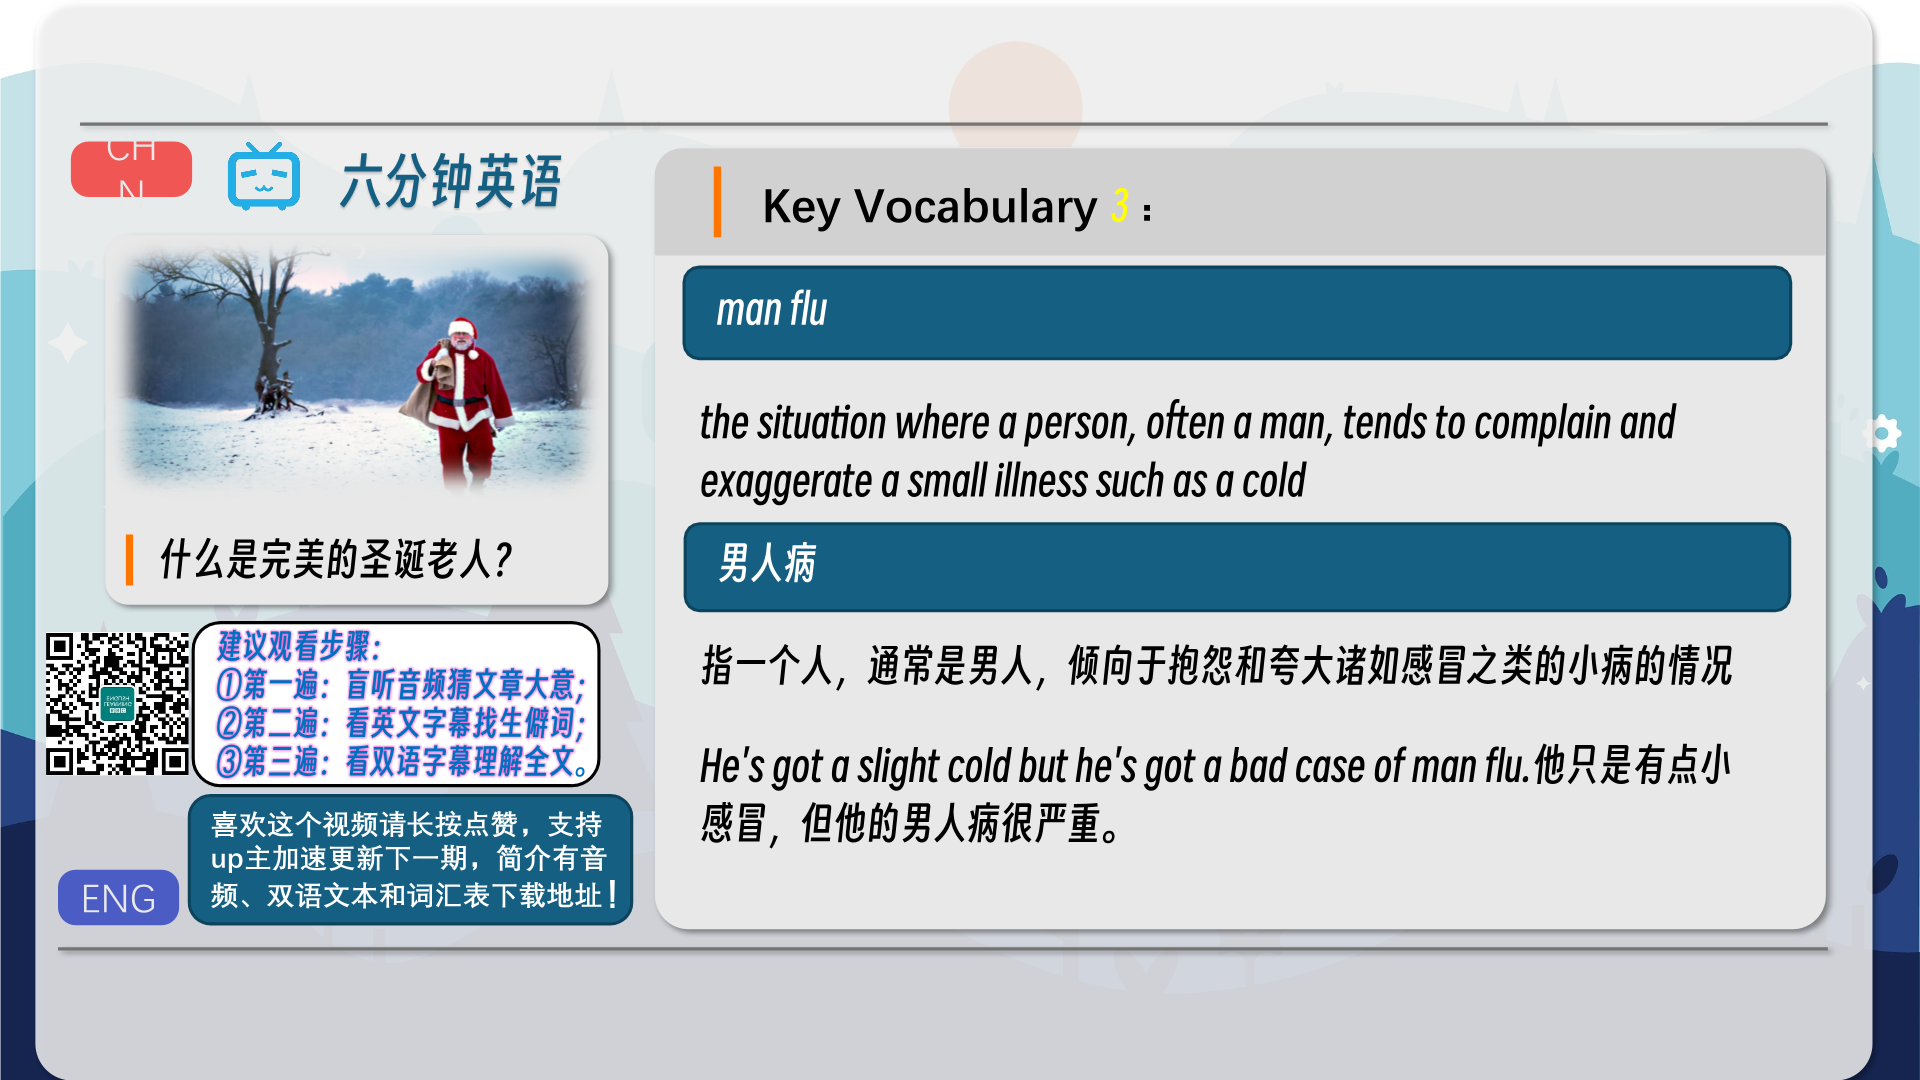 CH
N
六分钟英语
什么是完美的圣诞老人？
建议观看步骤：
①第一遍：盲听音频猜文章大意；
②第二遍：看英文字幕找生僻词；
③第三遍：看双语字幕理解全文。
喜欢这个视频请长按点赞，支持
up主加速更新下一期，简介有音
频、双语文本和词汇表下载地址！
ENG
Key Vocabulary 3：
man flu
the situation where a person, often a man, tends to complain and
exaggerate a small illness such as a cold
男人病
指一个人，通常是男人，倾向于抱怨和夸大诸如感冒之类的小病的情况
He's got a slight cold but he's got a bad case of man flu.他只是有点小
感冒，但他的男人病很严重。